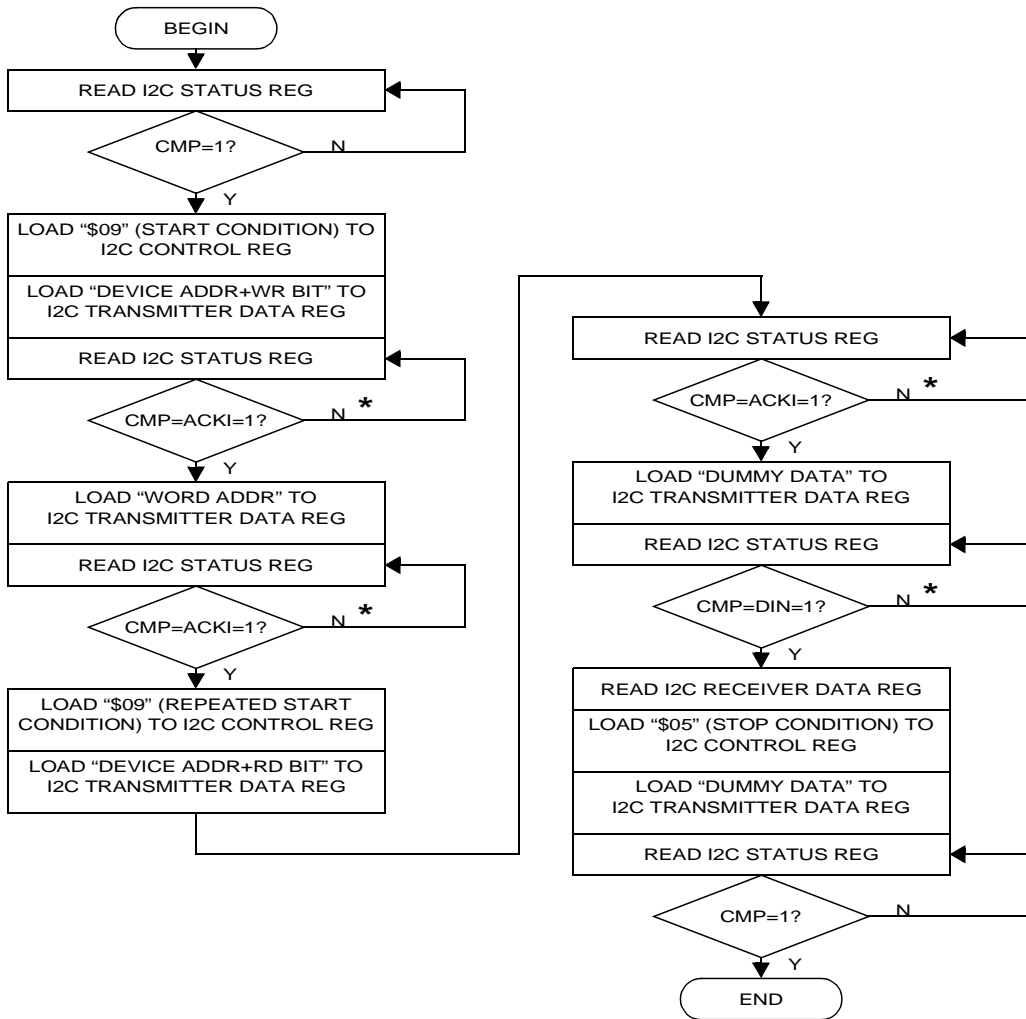 BEGIN
READ I2C STATUS REG
CMP=1?
N
Y
LOAD “$09” (START CONDITION) TO
I2C CONTROL REG
LOAD “DEVICE ADDR+WR BIT” TO
I2C TRANSMITTER DATA REG
READ I2C STATUS REG
CMP=ACKI=1?
N *
Y
LOAD “WORD ADDR” TO
I2C TRANSMITTER DATA REG
READ I2C STATUS REG
CMP=ACKI=1?
N *
Y
LOAD “$09” (REPEATED START
CONDITION) TO I2C CONTROL REG
LOAD “DEVICE ADDR+RD BIT” TO
I2C TRANSMITTER DATA REG
READ I2C STATUS REG
CMP=ACKI=1?
N *
Y
LOAD “DUMMY DATA” TO
I2C TRANSMITTER DATA REG
READ I2C STATUS REG
CMP=DIN=1?
N *
Y
READ I2C RECEIVER DATA REG
LOAD “$05” (STOP CONDITION) TO
I2C CONTROL REG
LOAD “DUMMY DATA” TO
I2C TRANSMITTER DATA REG
READ I2C STATUS REG
CMP=1?
N
Y
END